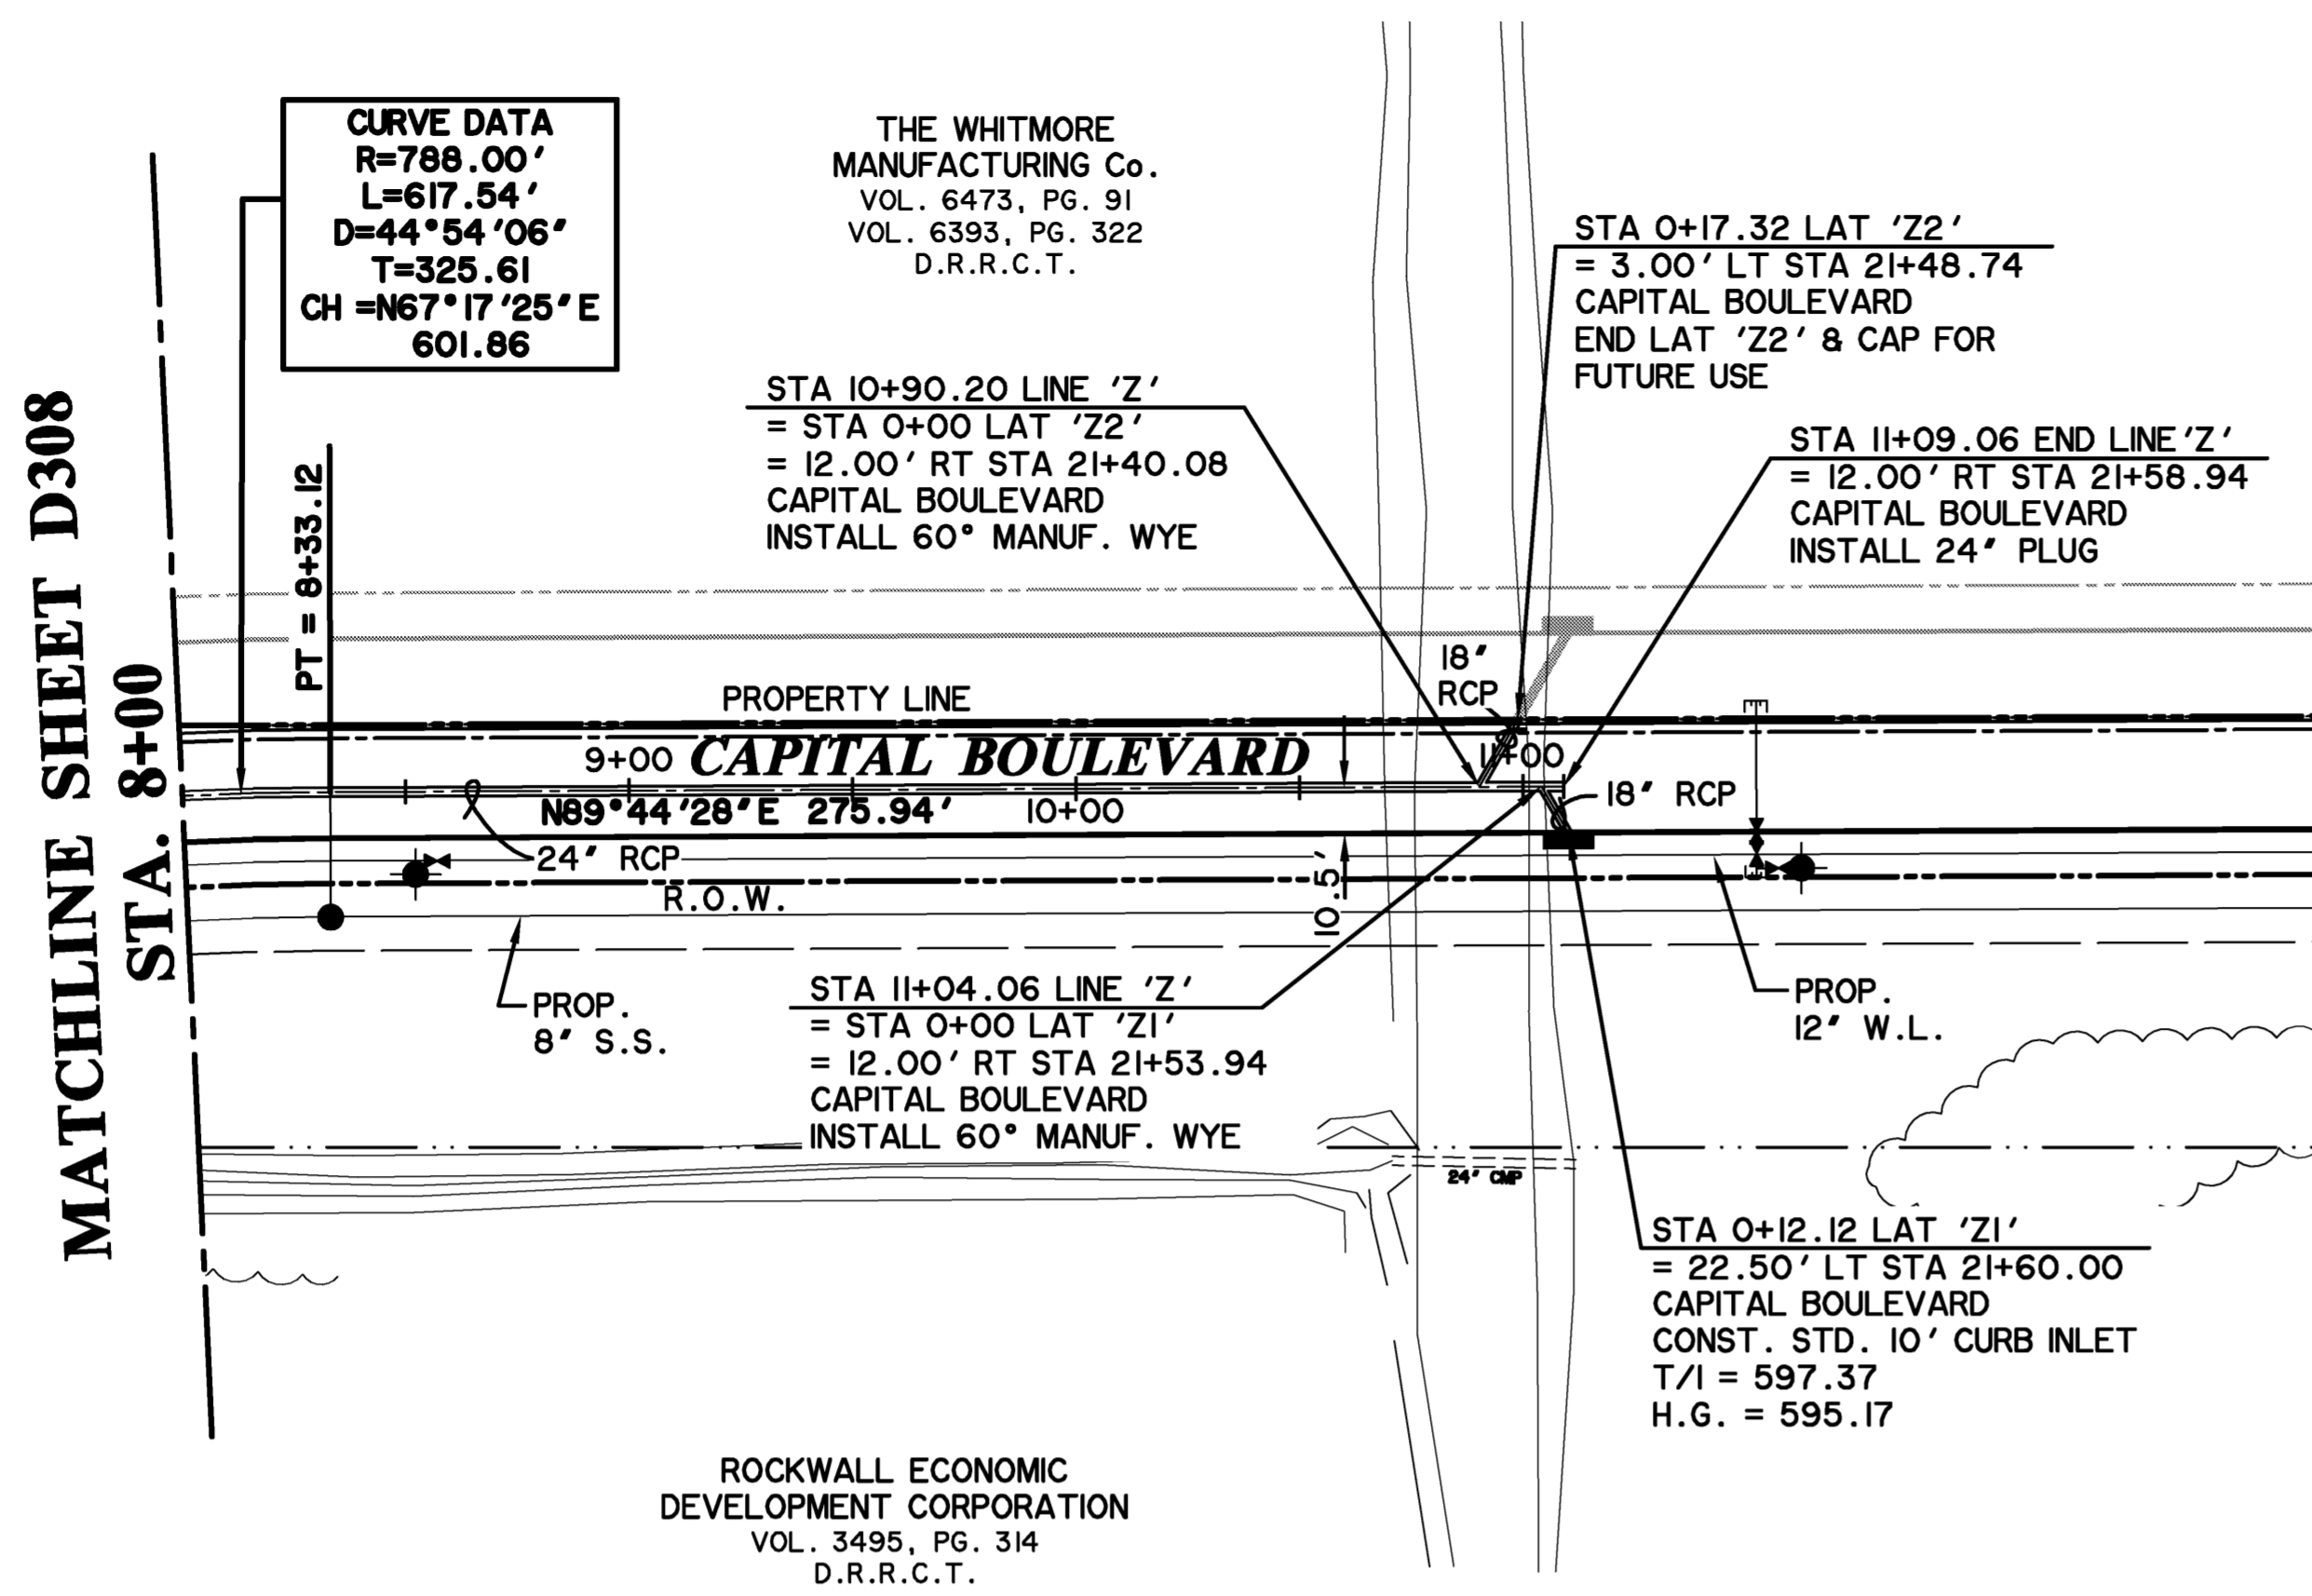 MATCHLINE SHEET D308
STA. 8+00
CURVE DATA
R=788.00'
L=617.54'
D=44°54'06"
T=325.61
CH =N67°17'25"E
601.86
THE WHITMORE
MANUFACTURING Co.
VOL. 6473, PG. 91
VOL. 6393, PG. 322
D.R.R.C.T.
STA 0+17.32 LAT 'Z2'
= 3.00' LT STA 21+48.74
CAPITAL BOULEVARD
END LAT 'Z2' & CAP FOR
FUTURE USE
STA 10+90.20 LINE 'Z'
= STA 0+00 LAT 'Z2'
= 12.00' RT STA 21+40.08
CAPITAL BOULEVARD
INSTALL 60° MANUF. WYE
STA 11+09.06 END LINE 'Z'
= 12.00' RT STA 21+58.94
CAPITAL BOULEVARD
INSTALL 24" PLUG
PT = 8+33.12
18"
RCP
PROPERTY LINE
9+00
CAPITAL BOULEVARD
11+00
N89°44'28"E 275.94'
10+00
18" RCP
24" RCP
R.O.W.
10.5'
PROP.
8" S.S.
STA 11+04.06 LINE 'Z'
= STA 0+00 LAT 'Z1'
= 12.00' RT STA 21+53.94
CAPITAL BOULEVARD
INSTALL 60° MANUF. WYE
PROP.
12" W.L.
24" CMP
STA 0+12.12 LAT 'Z1'
= 22.50' LT STA 21+60.00
CAPITAL BOULEVARD
CONST. STD. 10' CURB INLET
T/I = 597.37
H.G. = 595.17
ROCKWALL ECONOMIC
DEVELOPMENT CORPORATION
VOL. 3495, PG. 314
D.R.R.C.T.